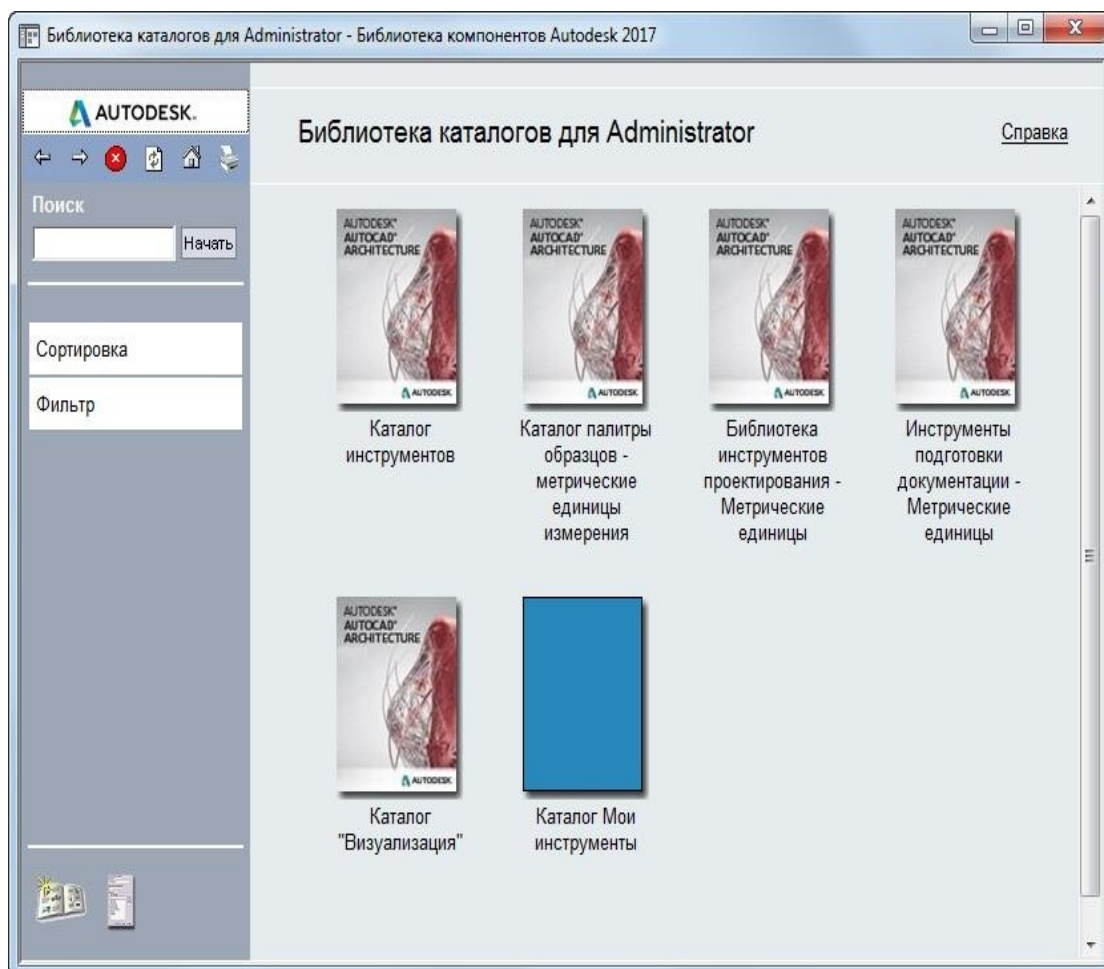 Библиотека каталогов для Administrator - Библиотека компонентов Autodesk 2017
AUTODESK.
Библиотека каталогов для Administrator
Справка
Поиск
Начать
Сортировка
Фильтр
AUTODESK®
AUTOCAD®
ARCHITECTURE
AUTODESK.
Каталог
инструментов
AUTODESK®
AUTOCAD®
ARCHITECTURE
AUTODESK.
Каталог палитры
образцов -
метрические
единицы
измерения
AUTODESK®
AUTOCAD®
ARCHITECTURE
AUTODESK.
Библиотека
инструментов
проектирования -
Метрические
единицы
AUTODESK®
AUTOCAD®
ARCHITECTURE
AUTODESK.
Инструменты
подготовки
документации -
Метрические
единицы
AUTODESK®
AUTOCAD®
ARCHITECTURE
AUTODESK.
Каталог
"Визуализация"
Каталог Мои
инструменты